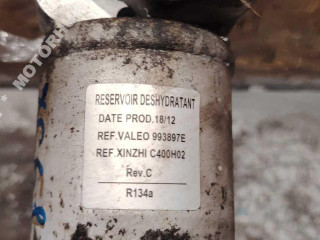 RESERVOIR DESHYDRATANT
DATE PROD.18/12
REF.VALEO 993897E
REF.XINZHI C400H02
Rev.C
R134a